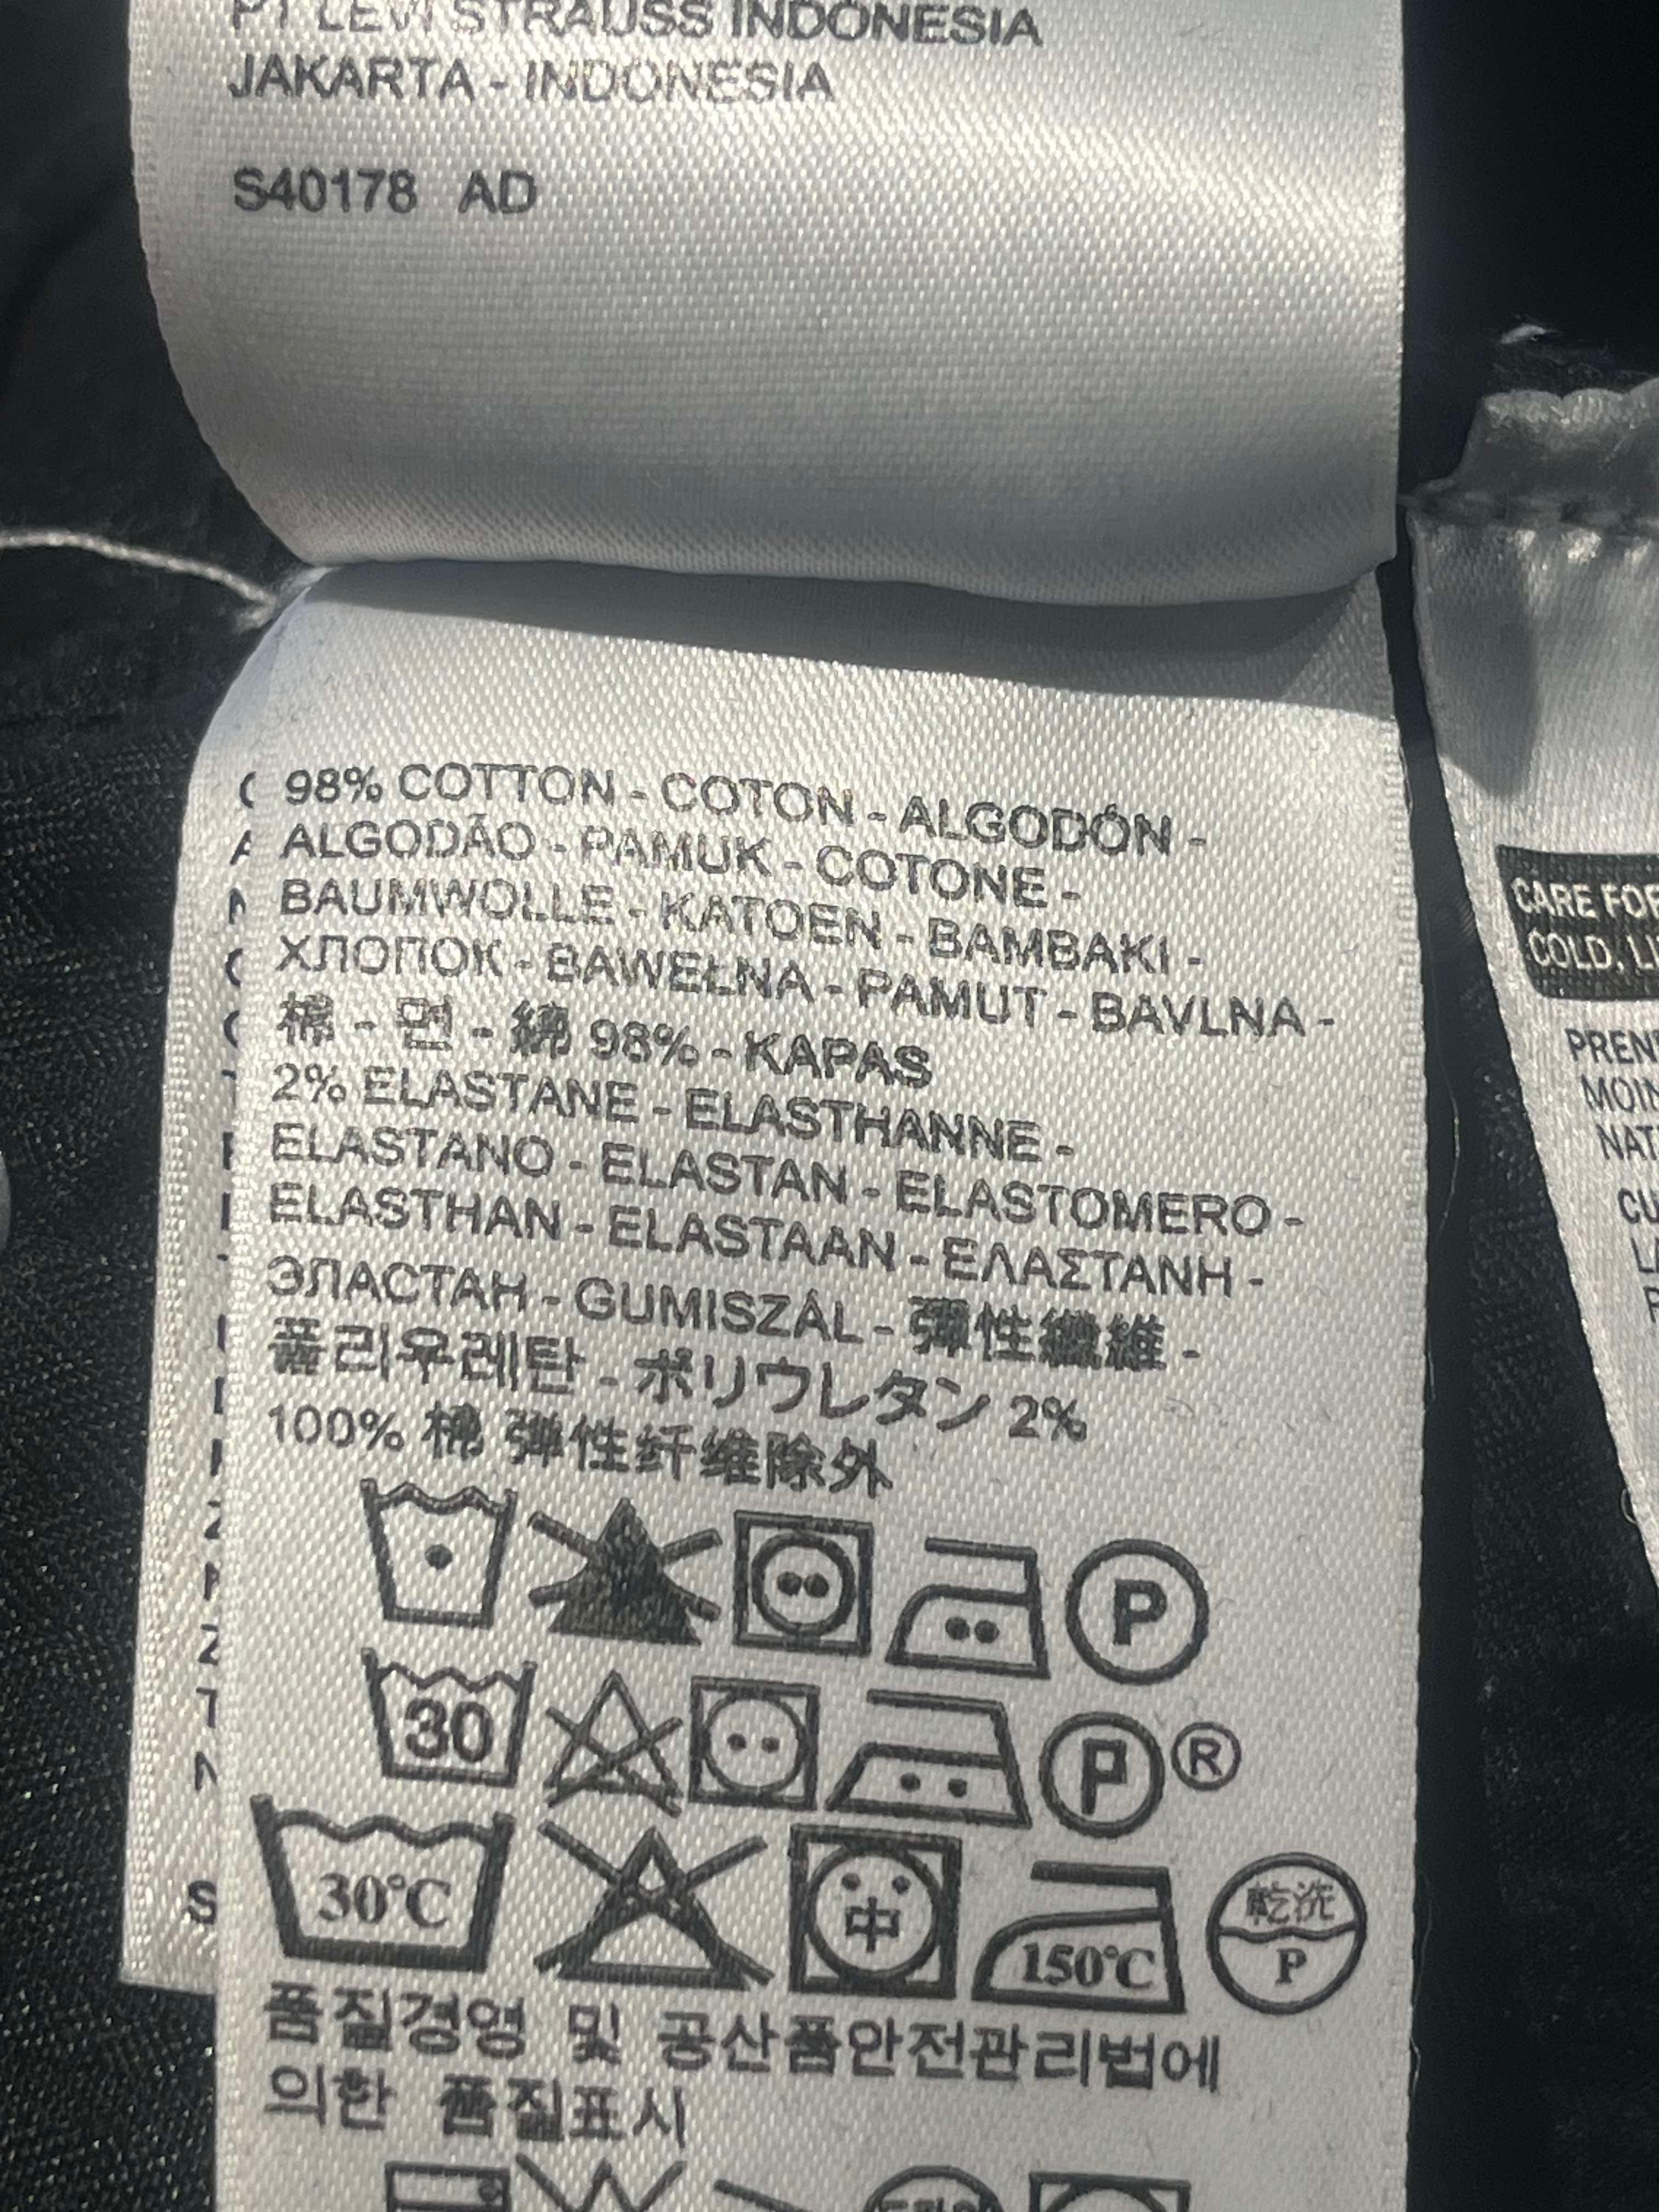 PT LEVI STRAUSS INDONESIA
JAKARTA - INDONESIA
S40178 AD
98% COTTON - COTON - ALGODÓN -
ALGODÃO - PAMUK - COTONE -
BAUMWOLLE - KATOEN - BAMBAKI -
ХЛОПОК - BAWEŁNA - PAMUT - BAVLNA -
棉 - 면 - 綿 98% - KAPAS
2% ELASTANE - ELASTHANNE -
ELASTANO - ELASTAN - ELASTOMERO -
ELASTHAN - ELASTAAN - ΕΛΑΣΤΑΝΗ -
ЭЛАСТАН - GUMISZÁL - 彈性纖維 -
폴리우레탄 - ポリウレタン 2%
100% 棉 弹性纤维除外
P
30
P ®
30°C
中
150°C
乾洗
P
품질경영 및 공산품안전관리법에
의한 품질표시
S
CARE FOR
COLD, LI
PREN
MOIN
NAT
CU